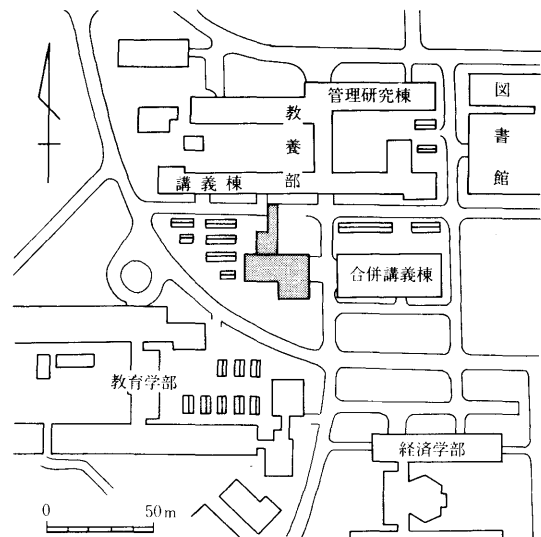 管理研究棟
図書館
教養部
講義棟
合併講義棟
教育学部
経済学部
0 50m